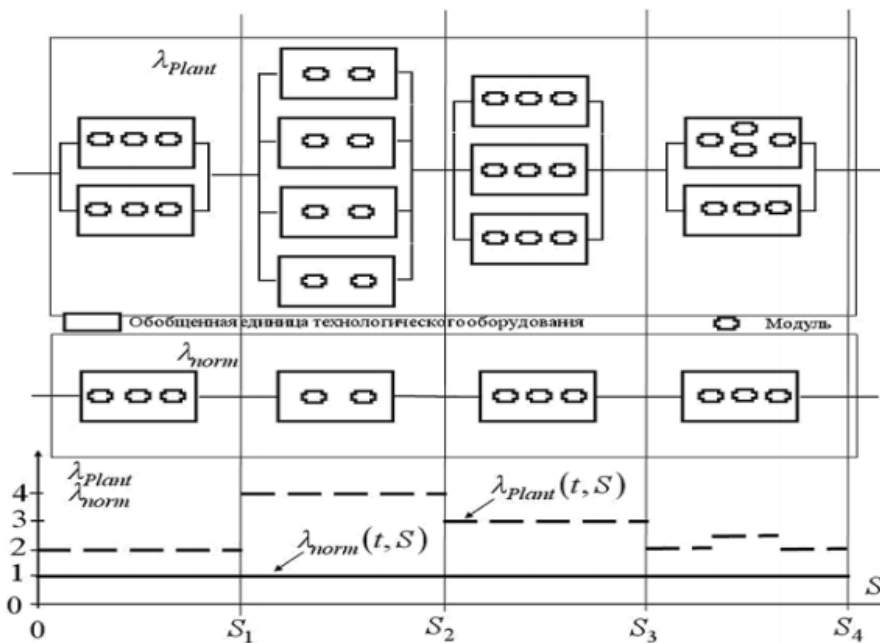 λ_Plant
Обобщенная единица технологического оборудования
Модуль
λ_norm
λ_Plant
λ_norm
4
3
2
1
0
λ_Plant(t, S)
λ_norm(t, S)
S
0
S_1
S_2
S_3
S_4